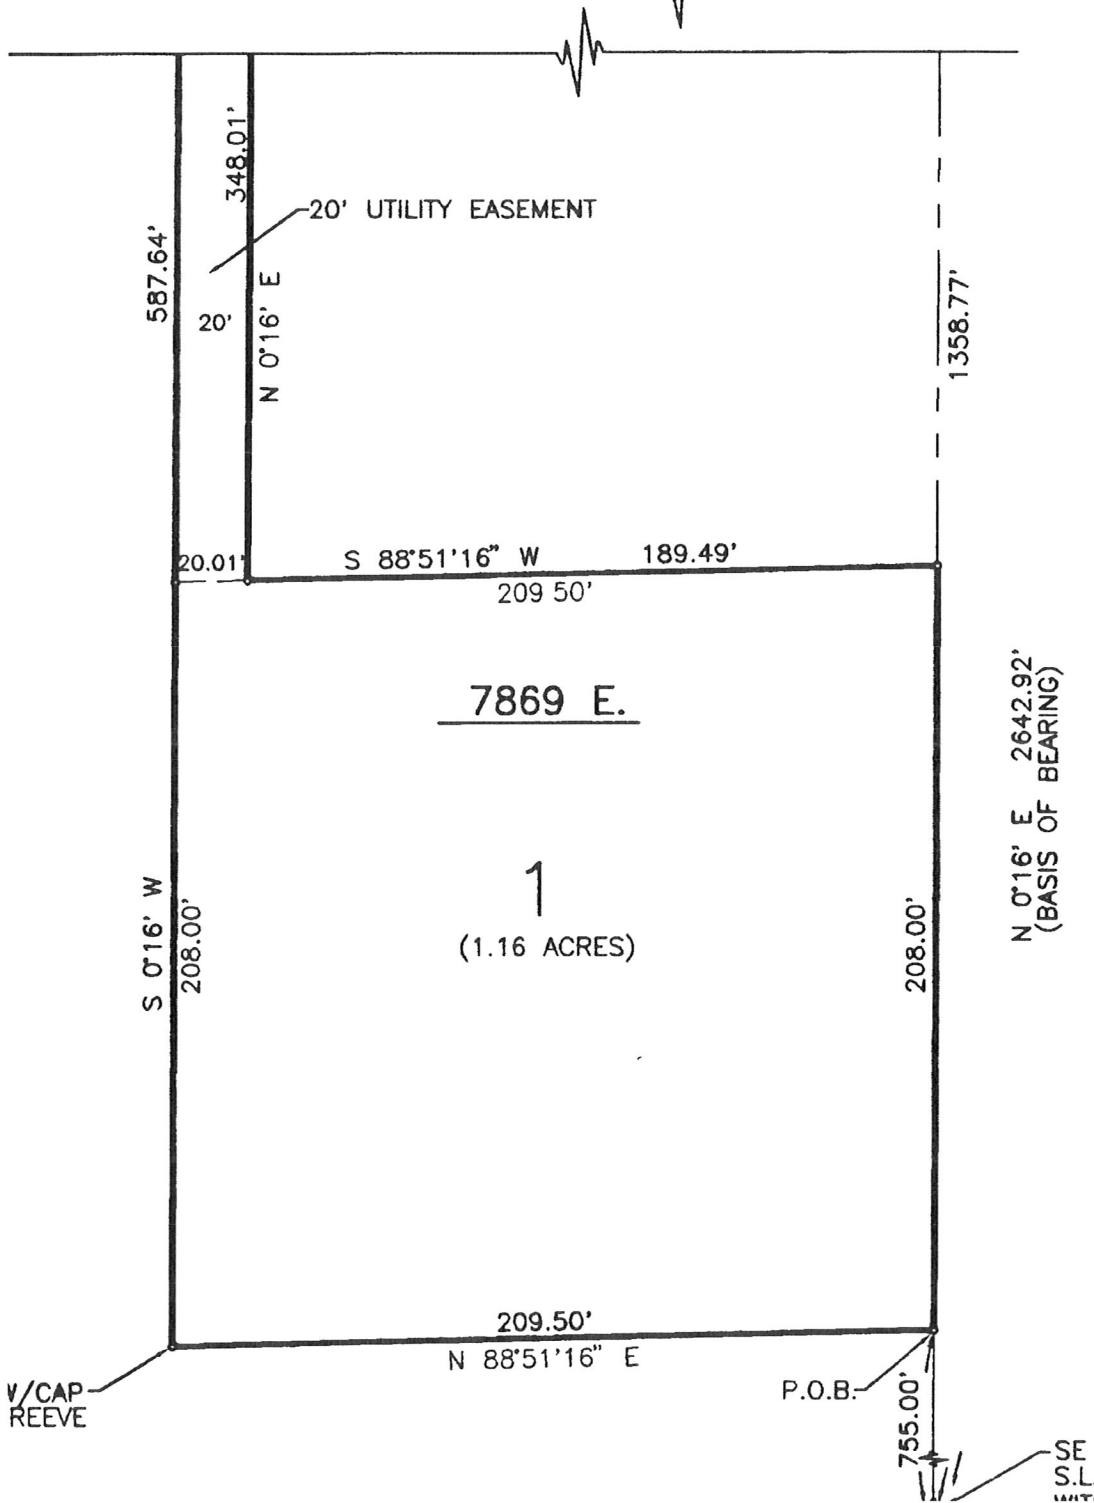 348.01'
20' UTILITY EASEMENT
587.64'
20'
N 0°16' E
1358.77'
20.01'
S 88°51'16" W 189.49'
209 50'
7869 E.
N 0°16' E 2642.92'
(BASIS OF BEARING)
1
(1.16 ACRES)
S 0°16' W
208.00'
208.00'
209.50'
N 88°51'16" E
/CAP
REEVE
P.O.B.
755.00'
SE
S.L.